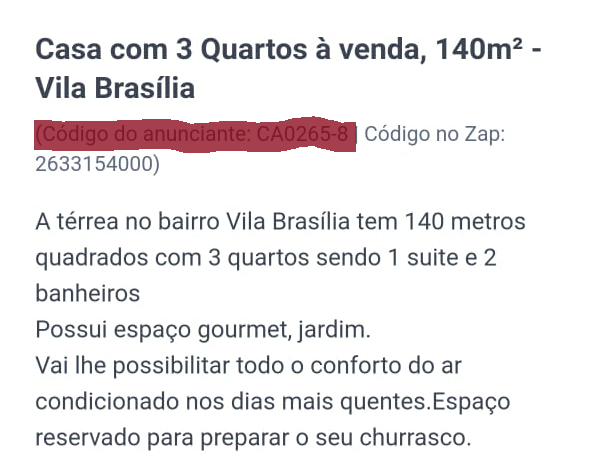 Casa com 3 Quartos à venda, 140m² -
Vila Brasília
(Código do anunciante: CA0265-8 | Código no Zap:
2633154000)
A térrea no bairro Vila Brasília tem 140 metros
quadrados com 3 quartos sendo 1 suite e 2
banheiros
Possui espaço gourmet, jardim.
Vai lhe possibilitar todo o conforto do ar
condicionado nos dias mais quentes.Espaço
reservado para preparar o seu churrasco.